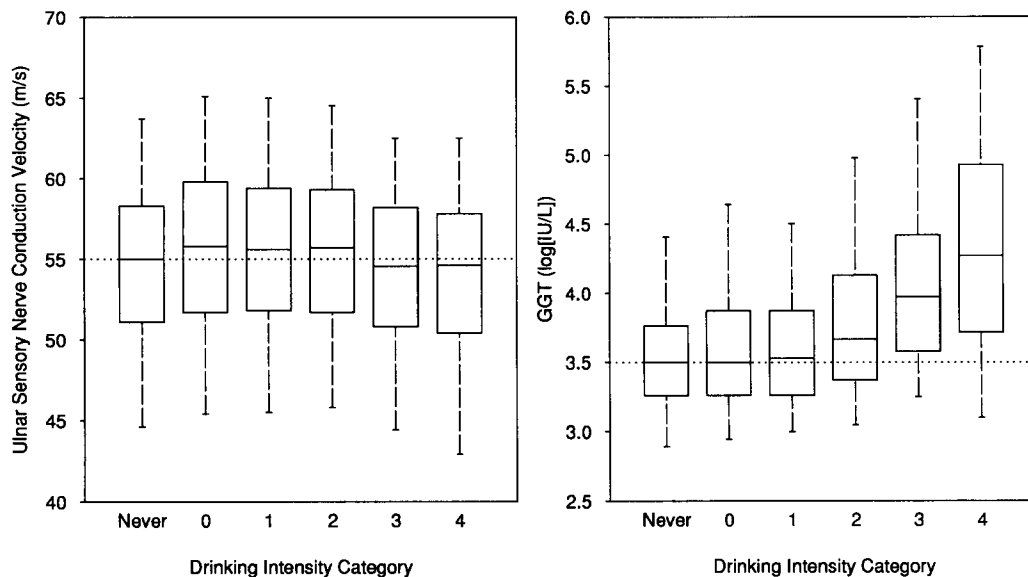 Ulnar Sensory Nerve Conduction Velocity (m/s)
70
65
60
55
50
45
40
Never 0 1 2 3 4
Drinking Intensity Category
GGT (log[IU/L])
6.0
5.5
5.0
4.5
4.0
3.5
3.0
2.5
Never 0 1 2 3 4
Drinking Intensity Category